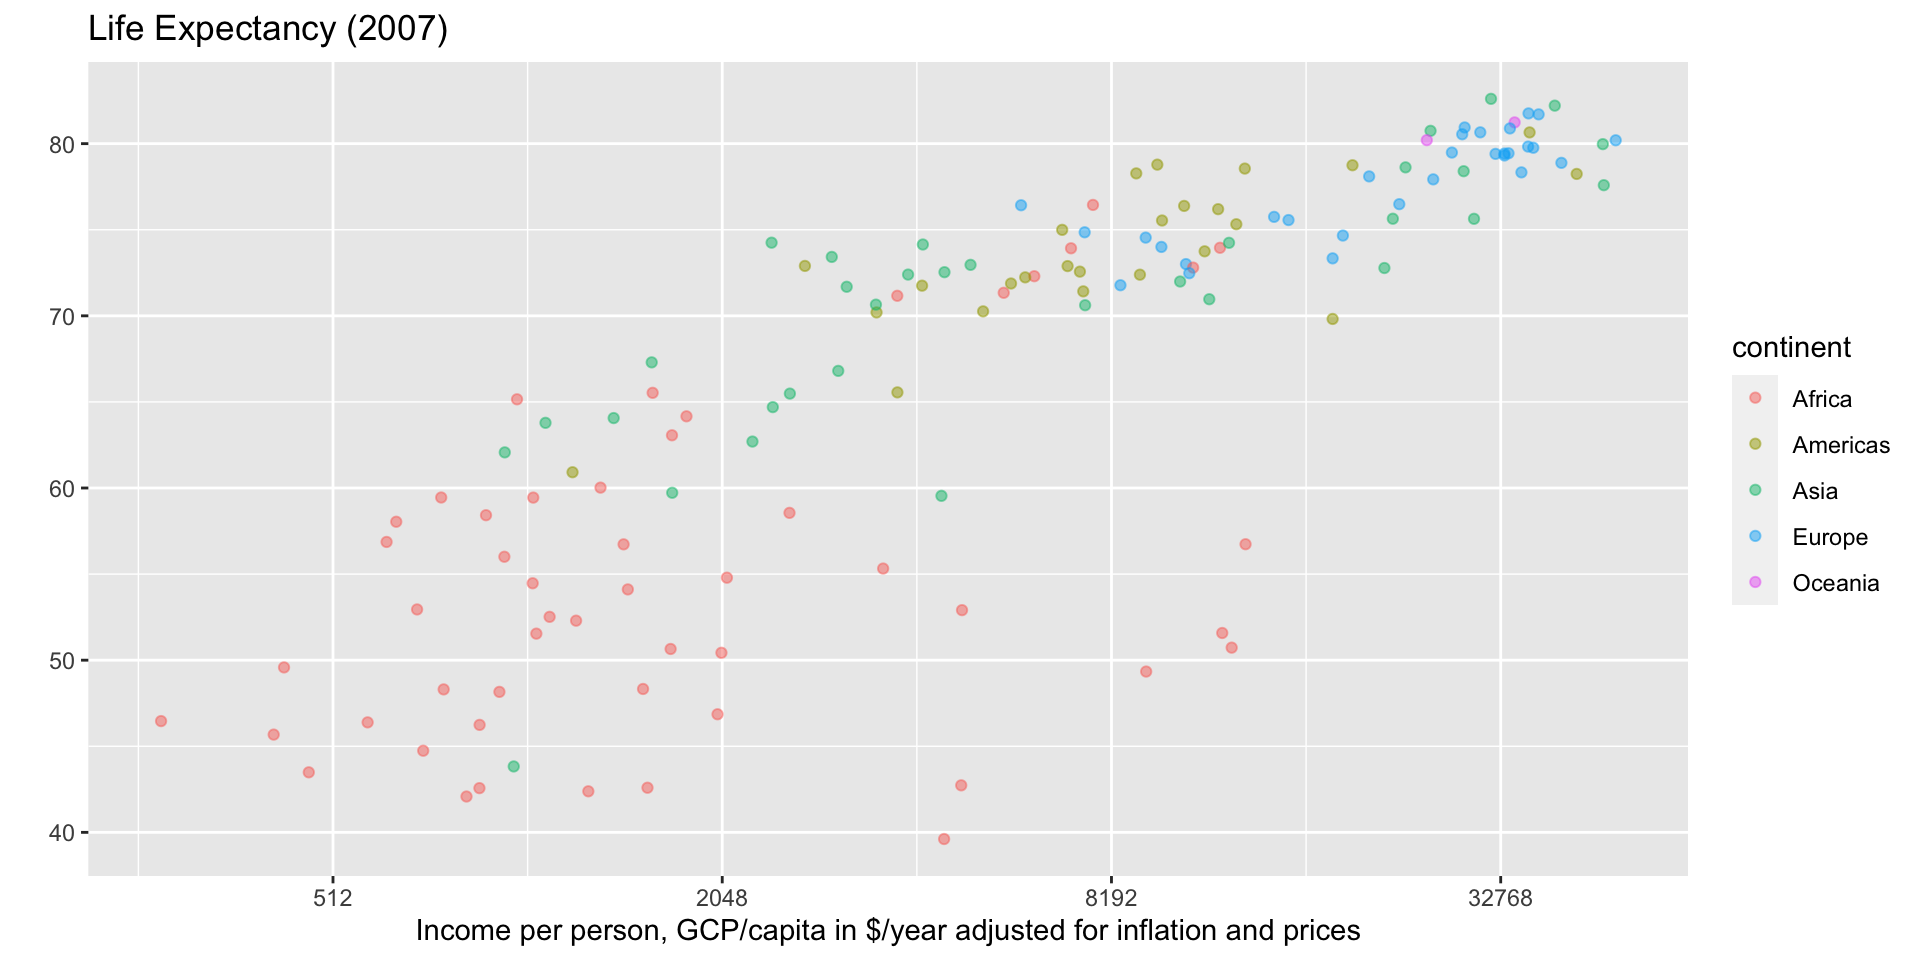 Life Expectancy (2007)
80
70
60
50
40
512 2048 8192 32768
Income per person, GCP/capita in $/year adjusted for inflation and prices
continent
Africa
Americas
Asia
Europe
Oceania